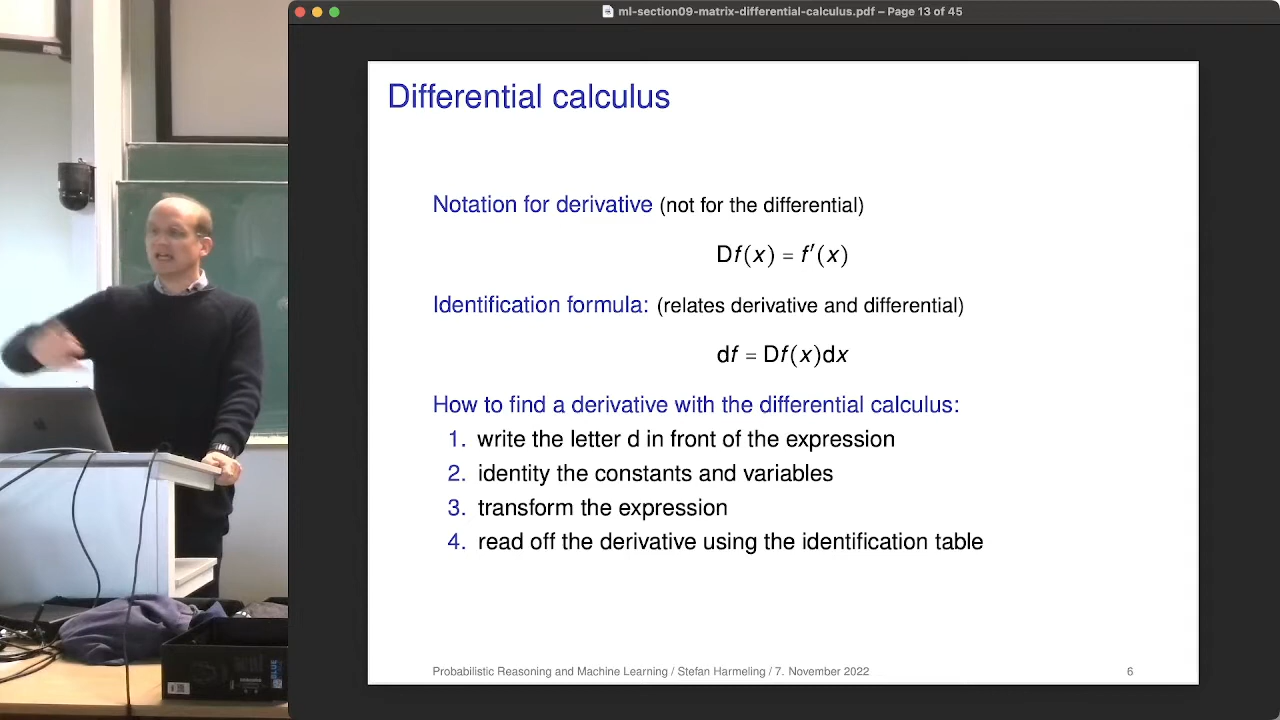 ml-section09-matrix-differential-calculus.pdf – Page 13 of 45
Differential calculus
Notation for derivative (not for the differential)
Df(x) = f′(x)
Identification formula: (relates derivative and differential)
df = Df(x)dx
How to find a derivative with the differential calculus:
1. write the letter d in front of the expression
2. identity the constants and variables
3. transform the expression
4. read off the derivative using the identification table
Probabilistic Reasoning and Machine Learning / Stefan Harmeling / 7. November 2022
6